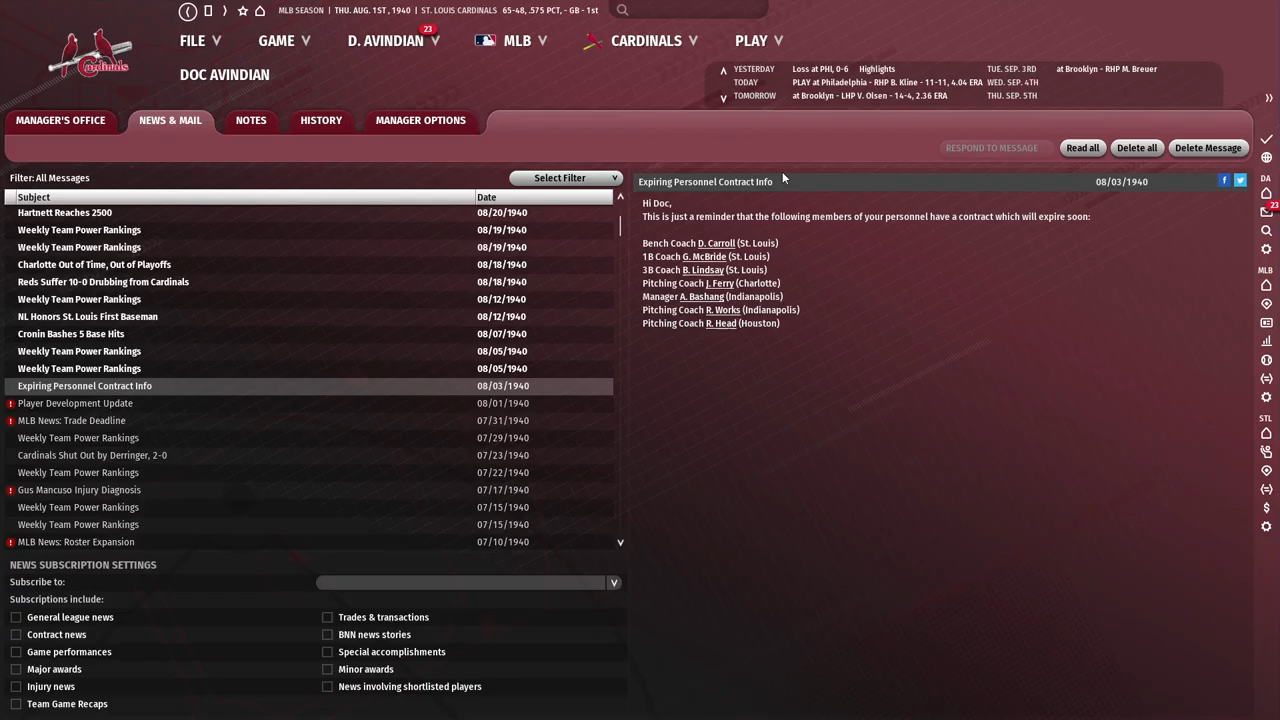 MLB SEASON | THU. AUG. 1ST , 1940 | ST. LOUIS CARDINALS 65-48, .575 PCT, - GB - 1st
FILE GAME D. AVINDIAN 23 MLB CARDINALS PLAY
Cardinals
DOC AVINDIAN
YESTERDAY Loss at PHI, 0-6 Highlights TUE. SEP. 3RD at Brooklyn - RHP M. Breuer
TODAY PLAY at Philadelphia - RHP B. Kline - 11-11, 4.04 ERA WED. SEP. 4TH
TOMORROW at Brooklyn - LHP V. Olsen - 14-4, 2.36 ERA THU. SEP. 5TH
MANAGER'S OFFICE NEWS & MAIL NOTES HISTORY MANAGER OPTIONS
RESPOND TO MESSAGE Read all Delete all Delete Message
Filter: All Messages Select Filter
Subject Date
Hartnett Reaches 2500 08/20/1940
Weekly Team Power Rankings 08/19/1940
Weekly Team Power Rankings 08/19/1940
Charlotte Out of Time, Out of Playoffs 08/18/1940
Reds Suffer 10-0 Drubbing from Cardinals 08/18/1940
Weekly Team Power Rankings 08/12/1940
NL Honors St. Louis First Baseman 08/12/1940
Cronin Bashes 5 Base Hits 08/07/1940
Weekly Team Power Rankings 08/05/1940
Weekly Team Power Rankings 08/05/1940
Expiring Personnel Contract Info 08/03/1940
Player Development Update 08/01/1940
MLB News: Trade Deadline 07/31/1940
Weekly Team Power Rankings 07/29/1940
Cardinals Shut Out by Derringer, 2-0 07/23/1940
Weekly Team Power Rankings 07/22/1940
Gus Mancuso Injury Diagnosis 07/17/1940
Weekly Team Power Rankings 07/15/1940
Weekly Team Power Rankings 07/15/1940
MLB News: Roster Expansion 07/10/1940
NEWS SUBSCRIPTION SETTINGS
Subscribe to:
Subscriptions include:
General league news Trades & transactions
Contract news BNN news stories
Game performances Special accomplishments
Major awards Minor awards
Injury news News involving shortlisted players
Team Game Recaps
Expiring Personnel Contract Info 08/03/1940
Hi Doc,
This is just a reminder that the following members of your personnel have a contract which will expire soon:
Bench Coach D. Carroll (St. Louis)
1B Coach G. McBride (St. Louis)
3B Coach B. Lindsay (St. Louis)
Pitching Coach J. Ferry (Charlotte)
Manager A. Bashang (Indianapolis)
Pitching Coach R. Works (Indianapolis)
Pitching Coach R. Head (Houston)
DA
23
MLB
STL